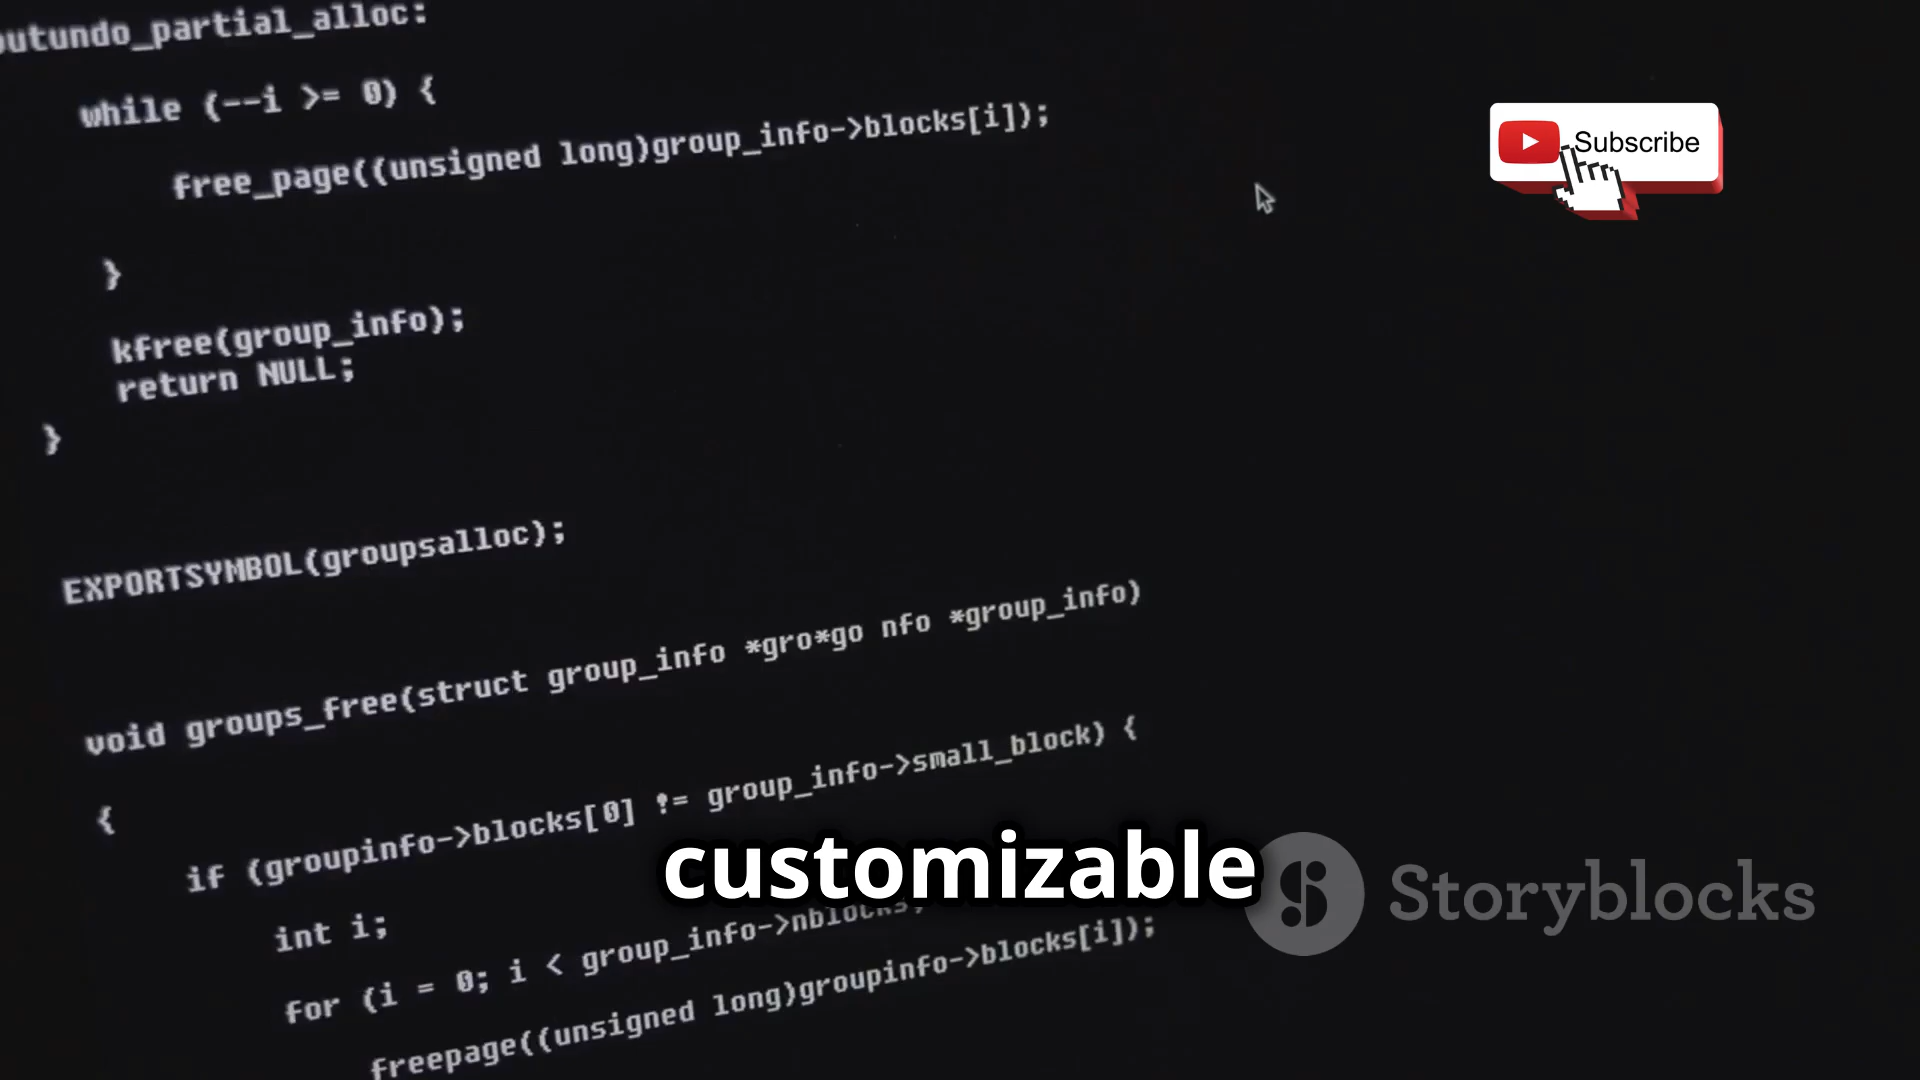 outundo_partial_alloc:
while (--i >= 0) {
free_page((unsigned long)group_info->blocks[i]);
}
kfree(group_info);
return NULL;
}
EXPORTSYMBOL(groupsalloc);
void groups_free(struct group_info *gro*go nfo *group_info)
{
if (groupinfo->blocks[0] != group_info->small_block) {
int i;
for (i = 0; i < group_info->nblocks;
freepage((unsigned long)groupinfo->blocks[i]);
Subscribe
customizable
Storyblocks